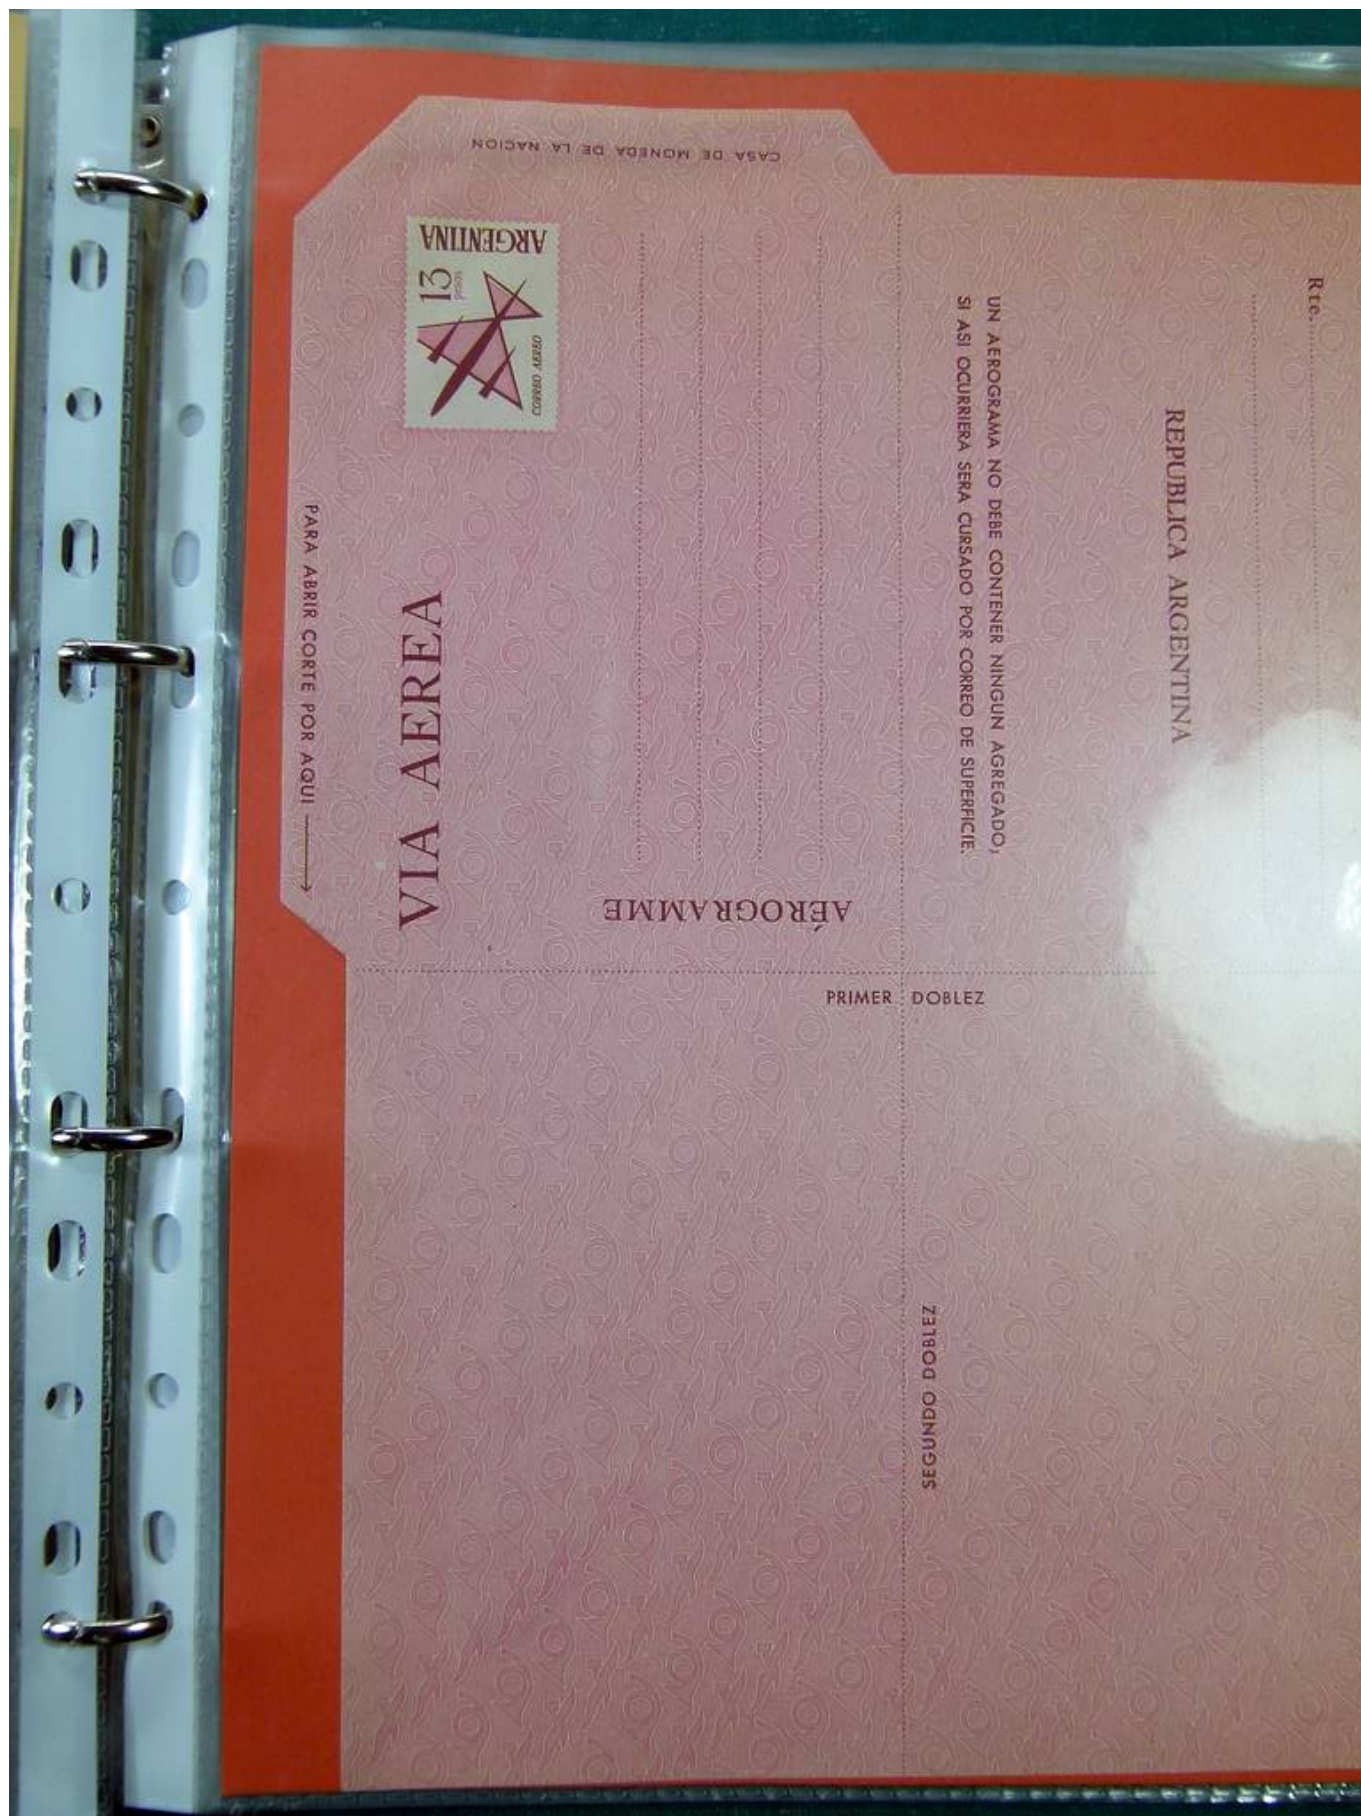 CASA DE MONEDA DE LA NACION
ARGENTINA
13
pesos
CORREO AEREO
VIA AEREA
AÉROGRAMME
PARA ABRIR CORTE POR AQUI
UN AEROGRAMA NO DEBE CONTENER NINGUN AGREGADO;
SI ASI OCURRIERA SERA CURSADO POR CORREO DE SUPERFICIE.
REPUBLICA ARGENTINA
Rte.
PRIMER DOBLEZ
SEGUNDO DOBLEZ